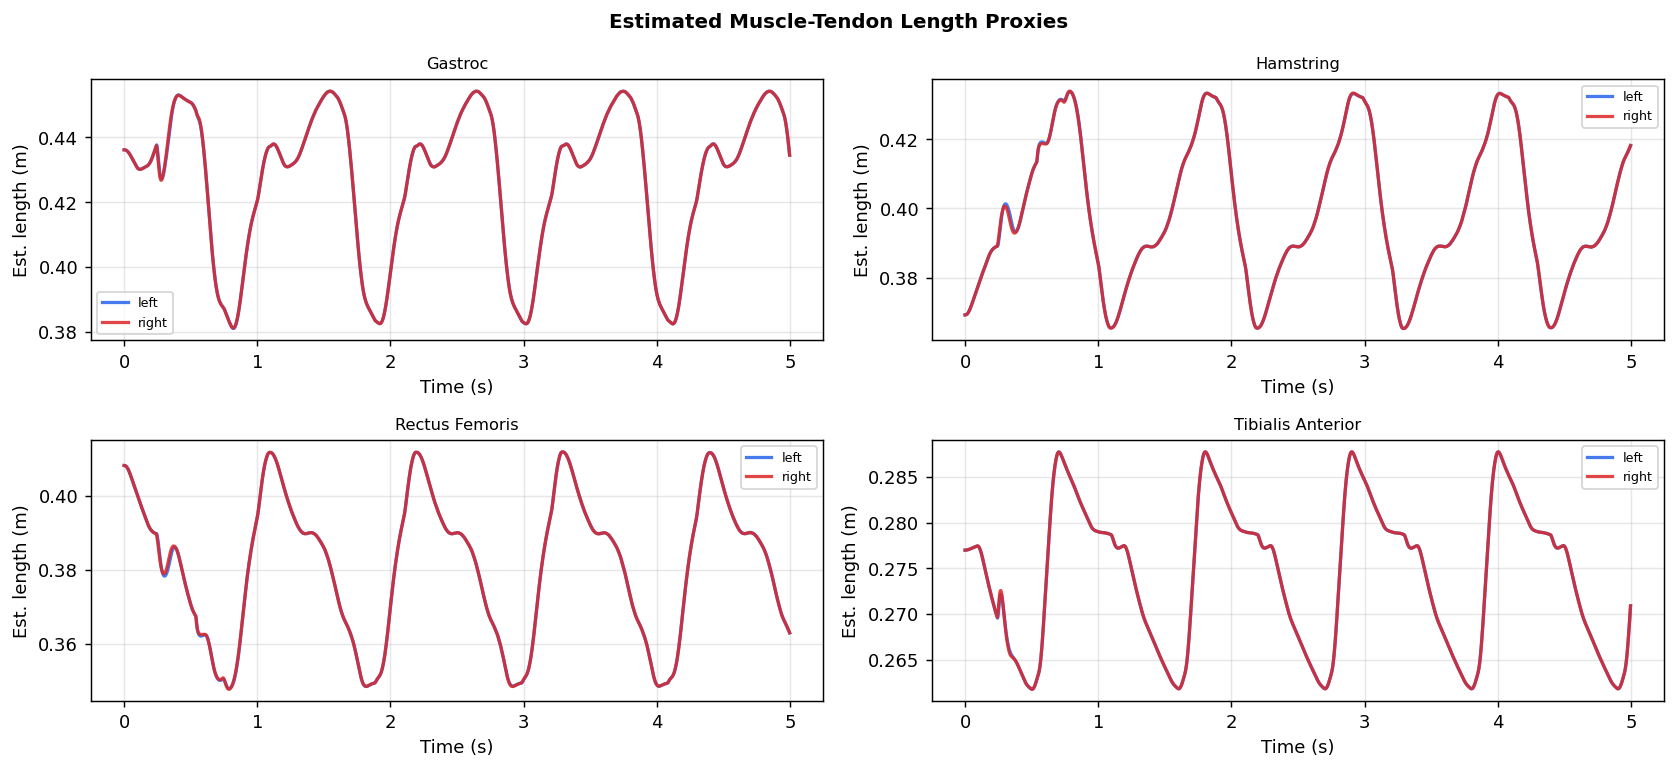 Estimated Muscle-Tendon Length Proxies
Gastroc
Est. length (m)
0.44
0.42
0.40
0.38
left
right
0 1 2 3 4 5
Time (s)
Hamstring
Est. length (m)
0.42
0.40
0.38
left
right
0 1 2 3 4 5
Time (s)
Rectus Femoris
Est. length (m)
0.40
0.38
0.36
left
right
0 1 2 3 4 5
Time (s)
Tibialis Anterior
Est. length (m)
0.285
0.280
0.275
0.270
0.265
left
right
0 1 2 3 4 5
Time (s)